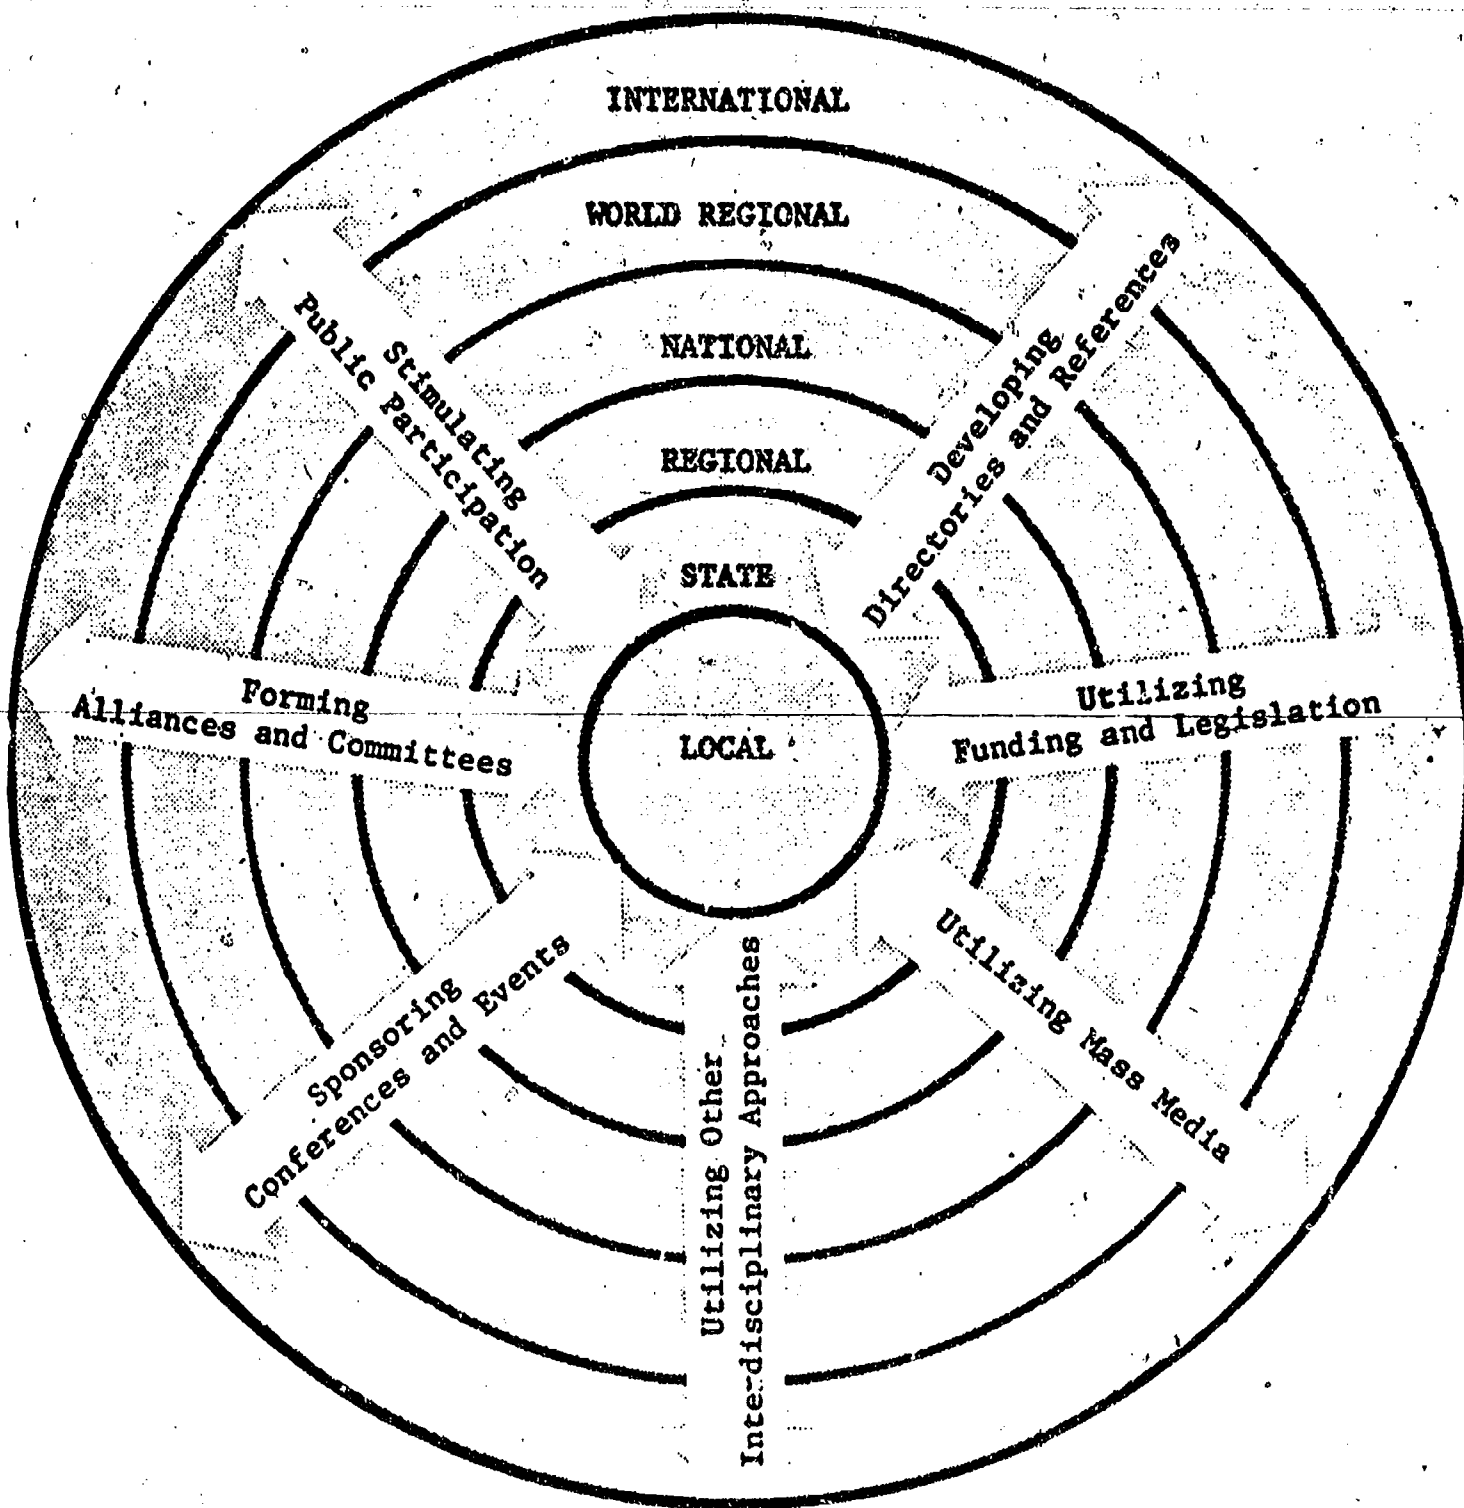 INTERNATIONAL
WORLD REGIONAL
NATIONAL
REGIONAL
STATE
LOCAL
Stimulating
Public Participation
Developing
Directories and References
Forming
Alliances and Committees
Utilizing
Funding and Legislation
Sponsoring
Conferences and Events
Utilizing Other
Interdisciplinary Approaches
Utilizing Mass Media